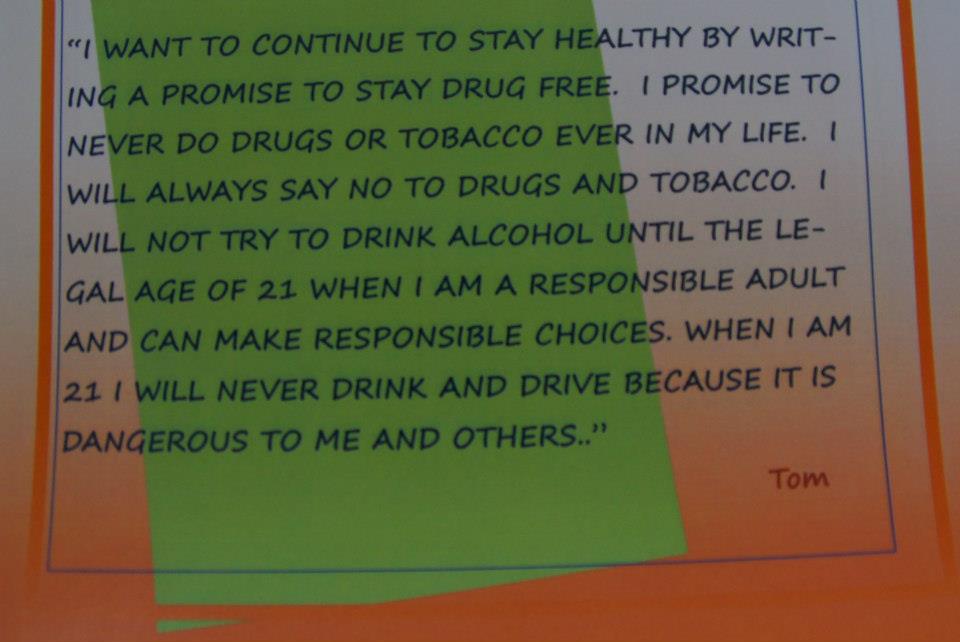 “I WANT TO CONTINUE TO STAY HEALTHY BY WRIT-
ING A PROMISE TO STAY DRUG FREE.  I PROMISE TO
NEVER DO DRUGS OR TOBACCO EVER IN MY LIFE.  I
WILL ALWAYS SAY NO TO DRUGS AND TOBACCO.  I
WILL NOT TRY TO DRINK ALCOHOL UNTIL THE LE-
GAL AGE OF 21 WHEN I AM A RESPONSIBLE ADULT
AND CAN MAKE RESPONSIBLE CHOICES. WHEN I AM
21 I WILL NEVER DRINK AND DRIVE BECAUSE IT IS
DANGEROUS TO ME AND OTHERS..”
Tom